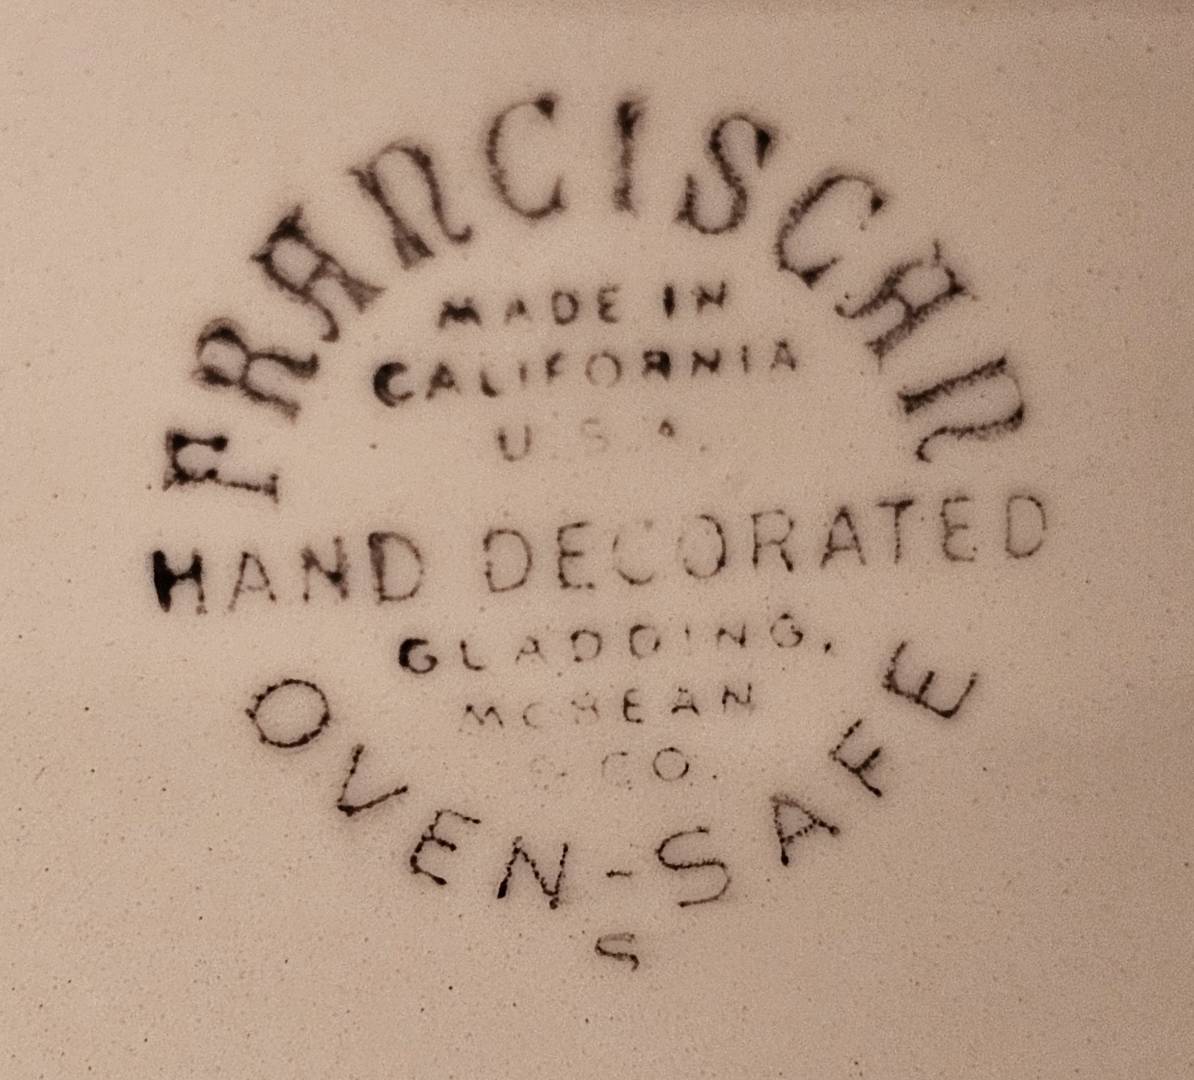 FRANCISCAN
MADE IN
CALIFORNIA
U.S.A.
HAND DECORATED
GLADDING,
MCBEAN
& CO.
OVEN-SAFE
S